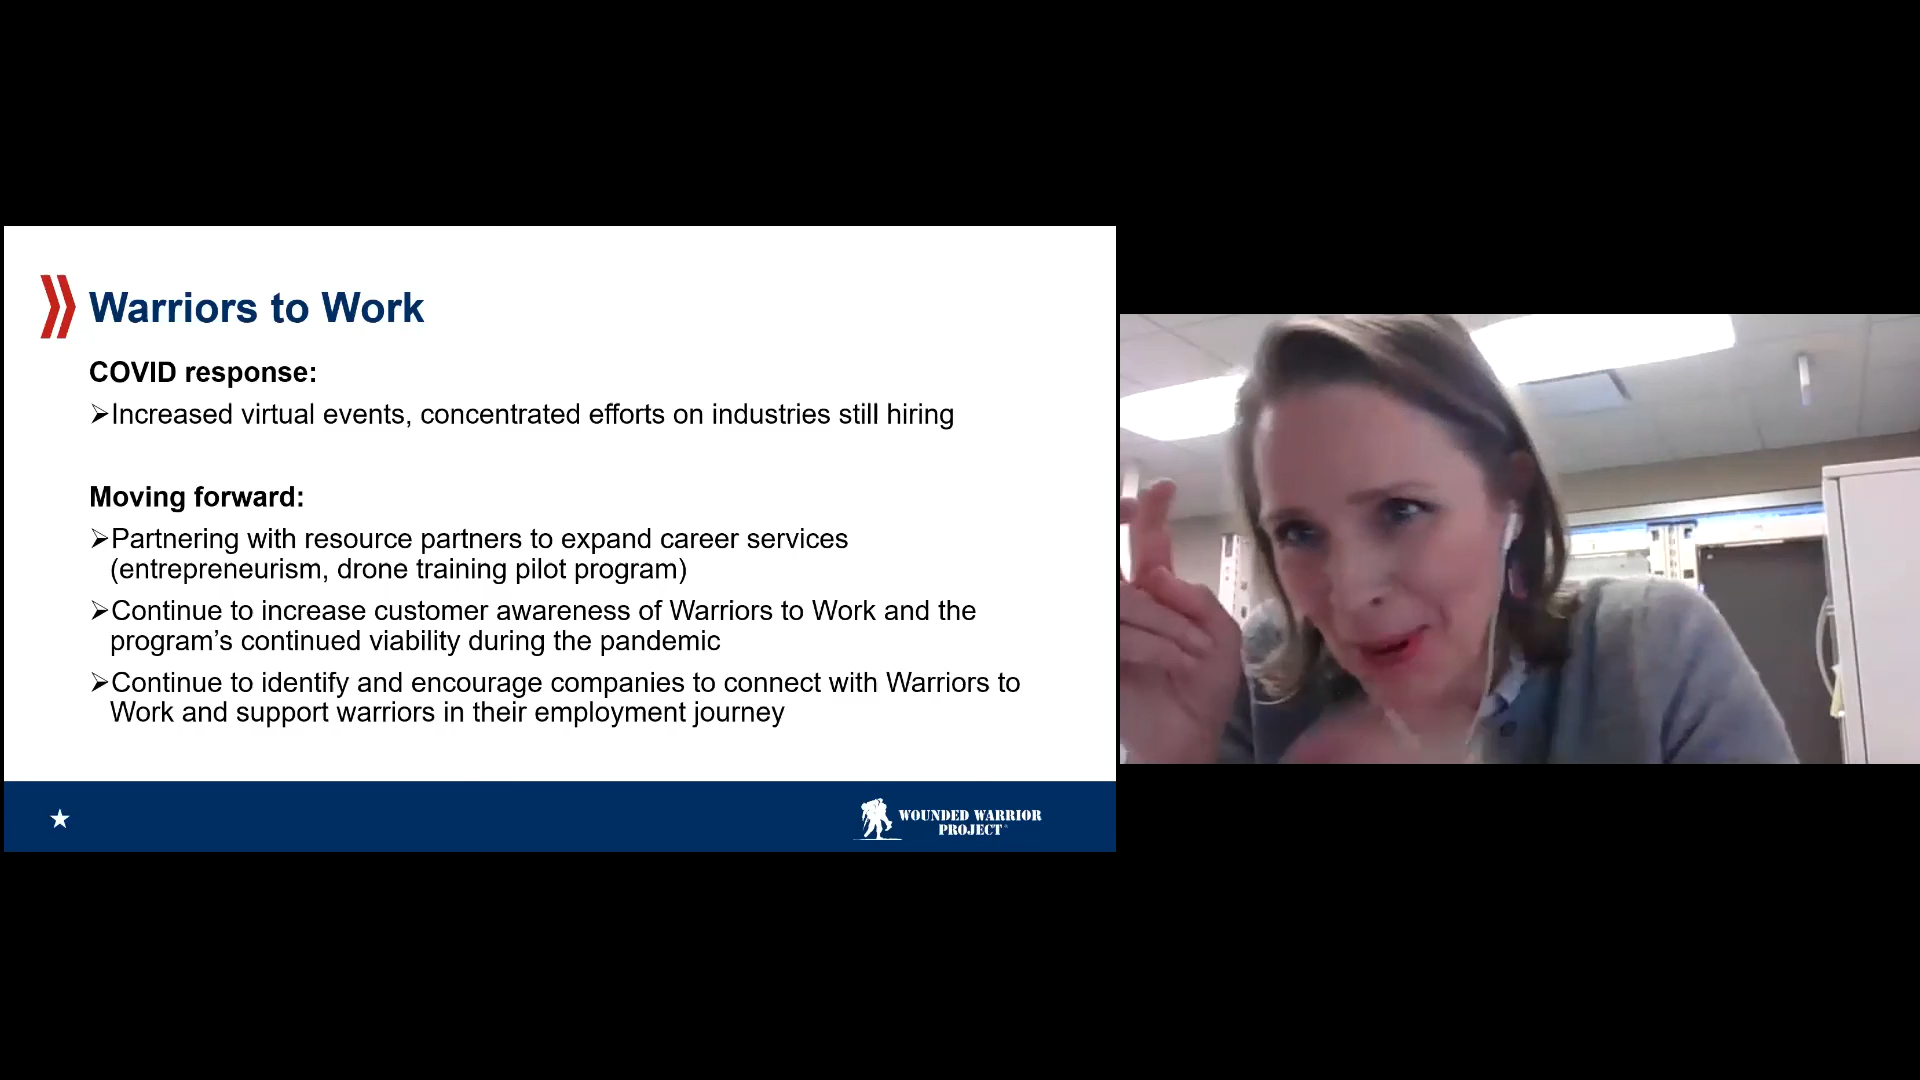 Warriors to Work
COVID response:
➢Increased virtual events, concentrated efforts on industries still hiring
Moving forward:
➢Partnering with resource partners to expand career services
(entrepreneurism, drone training pilot program)
➢Continue to increase customer awareness of Warriors to Work and the
program’s continued viability during the pandemic
➢Continue to identify and encourage companies to connect with Warriors to
Work and support warriors in their employment journey
WOUNDED WARRIOR
PROJECT